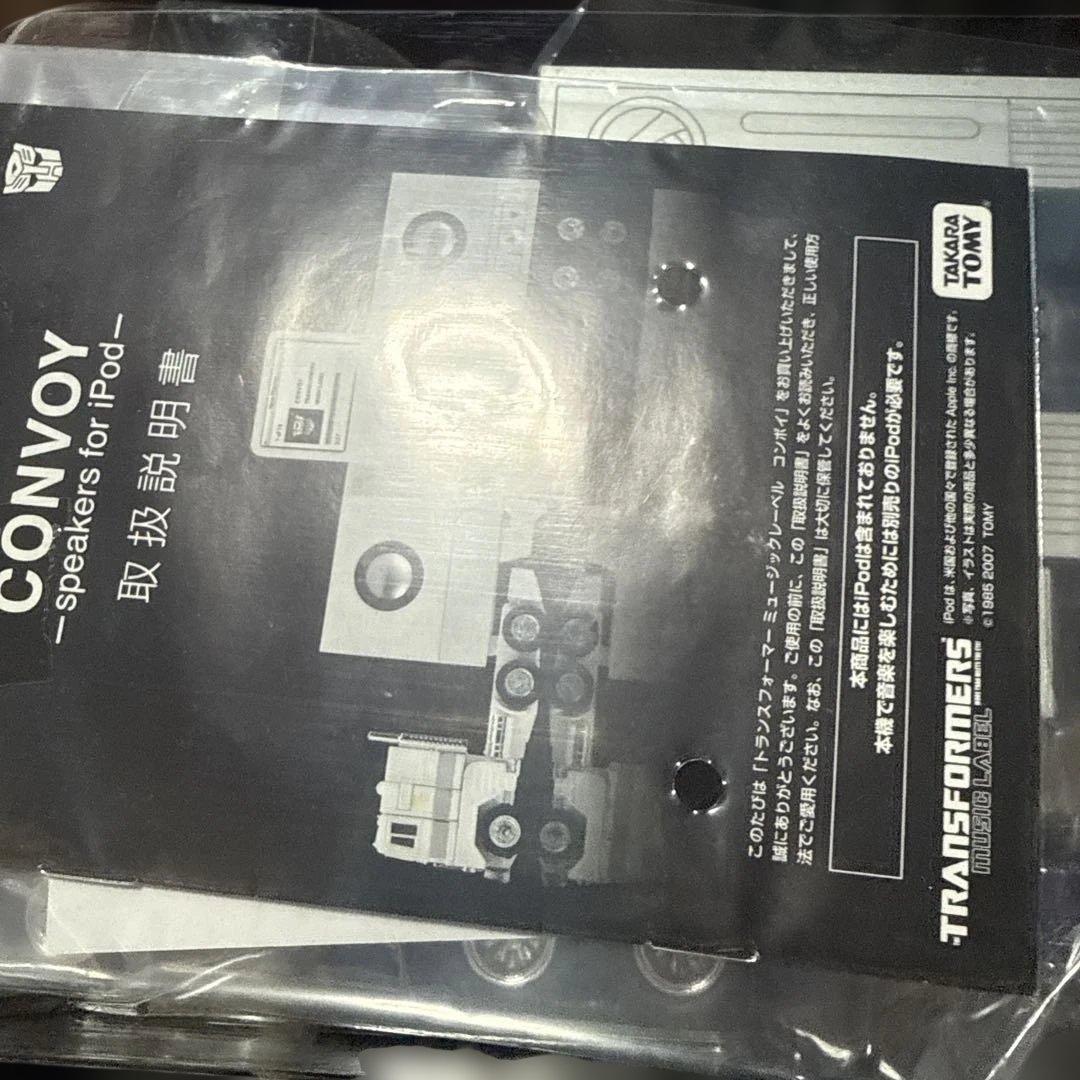 CONVOY
—speakers for iPod—
取扱説明書
このたびは「トランスフォーマー ミュージックレーベル コンボイ」をお買い上げいただきまして、
誠にありがとうございます。ご使用の前に、この「取扱説明書」をよくお読みいただき、正しい使用方
法でご愛用ください。なお、この「取扱説明書」は大切に保管してください。
本商品にはiPodは含まれておりません。
本機で音楽を楽しむためには別売りのiPodが必要です。
TRANSFORMERS
MUSIC LABEL
iPod は、米国および他の国々で登録された Apple Inc. の商標です。
※写真、イラストは実際の商品と多少異なる場合があります。
©1985 2007 TOMY
TAKARA
TOMY